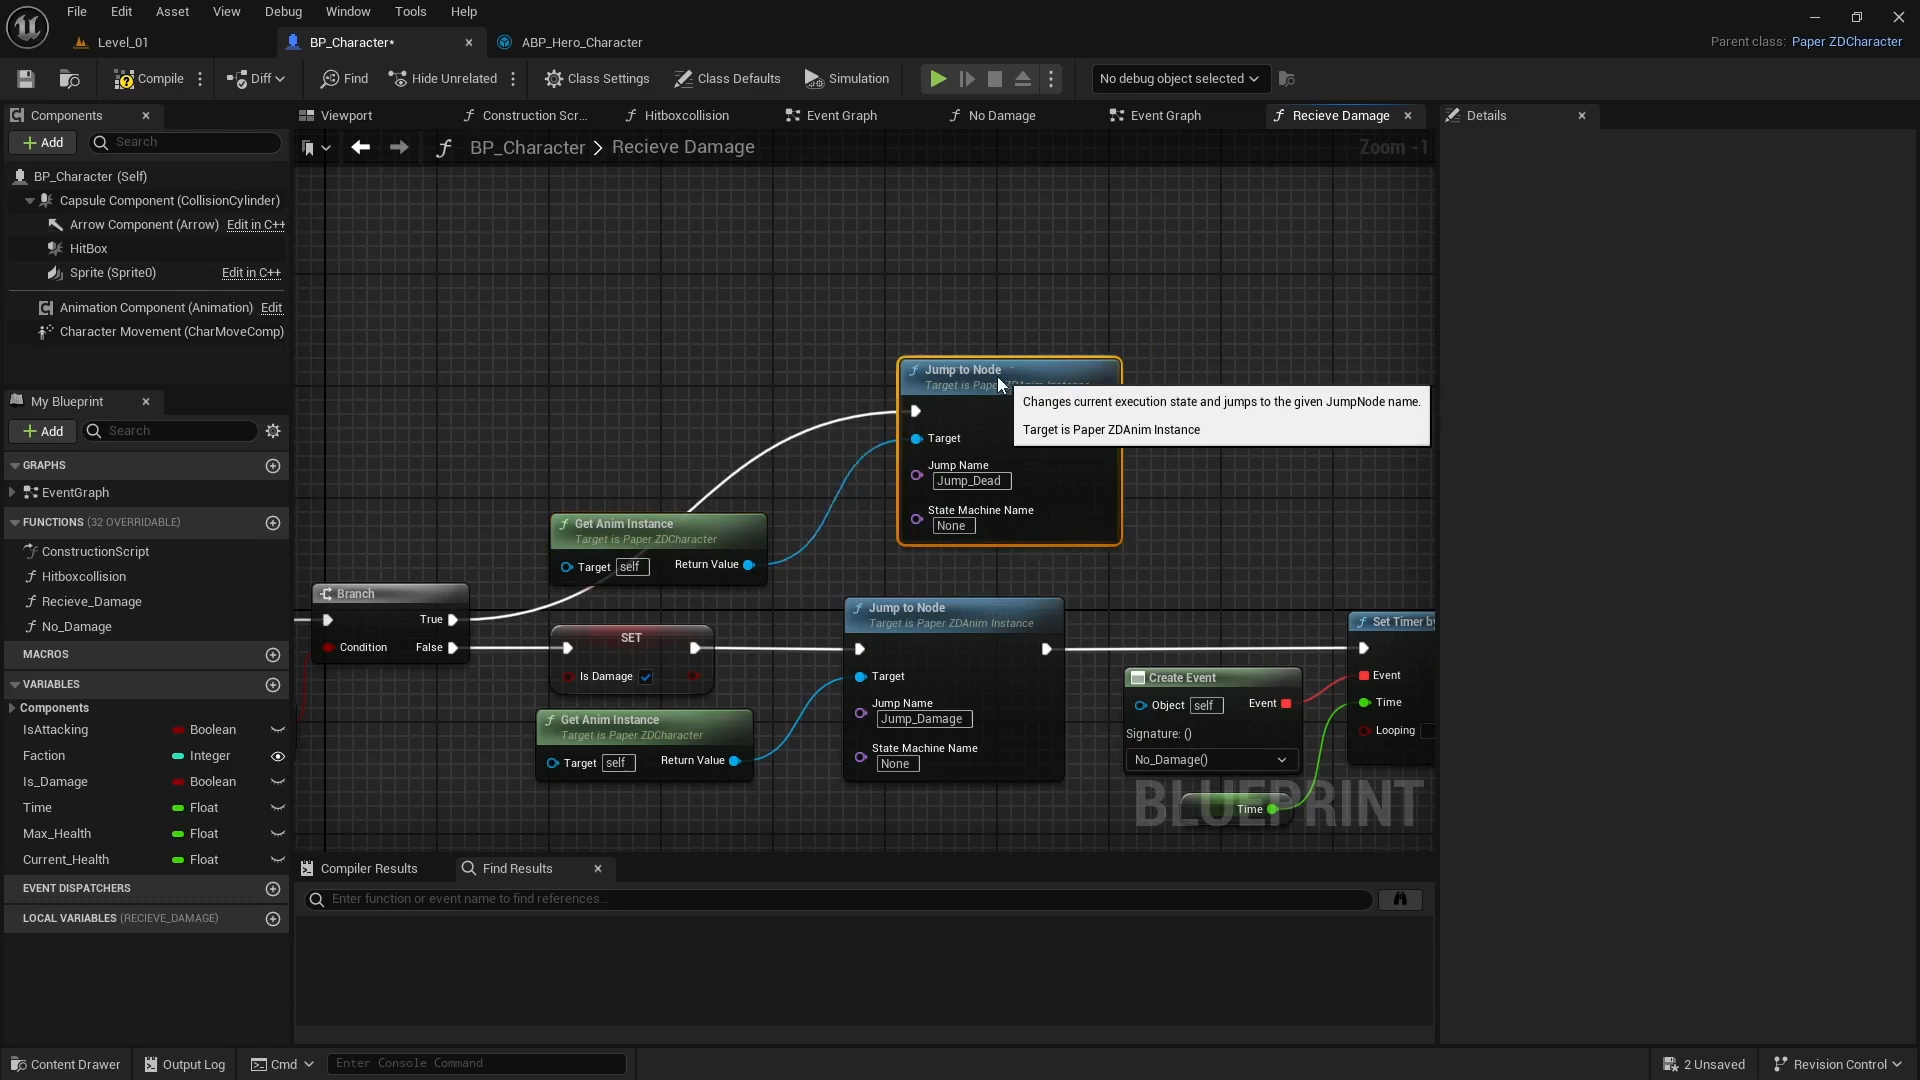 File Edit Asset View Debug Window Tools Help
Level_01 BP_Character* ABP_Hero_Character Parent class: Paper ZDCharacter
Compile Diff Find Hide Unrelated Class Settings Class Defaults Simulation No debug object selected
Components Viewport Construction Scr... Hitboxcollision Event Graph No Damage Event Graph Recieve Damage Details
Add Search BP_Character > Recieve Damage Zoom -1
BP_Character (Self)
Capsule Component (CollisionCylinder)
Arrow Component (Arrow) Edit in C++
HitBox
Sprite (Sprite0) Edit in C++
Animation Component (Animation) Edit
Character Movement (CharMoveComp)
My Blueprint
Add Search
GRAPHS
EventGraph
FUNCTIONS (32 OVERRIDABLE)
ConstructionScript
Hitboxcollision
Recieve_Damage
No_Damage
MACROS
VARIABLES
Components
IsAttacking Boolean
Faction Integer
Is_Damage Boolean
Time Float
Max_Health Float
Current_Health Float
EVENT DISPATCHERS
LOCAL VARIABLES (RECIEVE_DAMAGE)
Jump to Node
Target is Paper ZDAnim Instance
Target
Jump Name
Jump_Dead
State Machine Name
None
Changes current execution state and jumps to the given JumpNode name.
Target is Paper ZDAnim Instance
Get Anim Instance
Target is Paper ZDCharacter
Target self Return Value
Branch
True
Condition False
SET
Is Damage
Get Anim Instance
Target is Paper ZDCharacter
Target self Return Value
Jump to Node
Target is Paper ZDAnim Instance
Target
Jump Name
Jump_Damage
State Machine Name
None
Create Event
Object self Event
Signature: ()
No_Damage()
Time
Set Timer by
Event
Time
Looping
BLUEPRINT
Compiler Results Find Results
Enter function or event name to find references...
Content Drawer Output Log Cmd Enter Console Command 2 Unsaved Revision Control